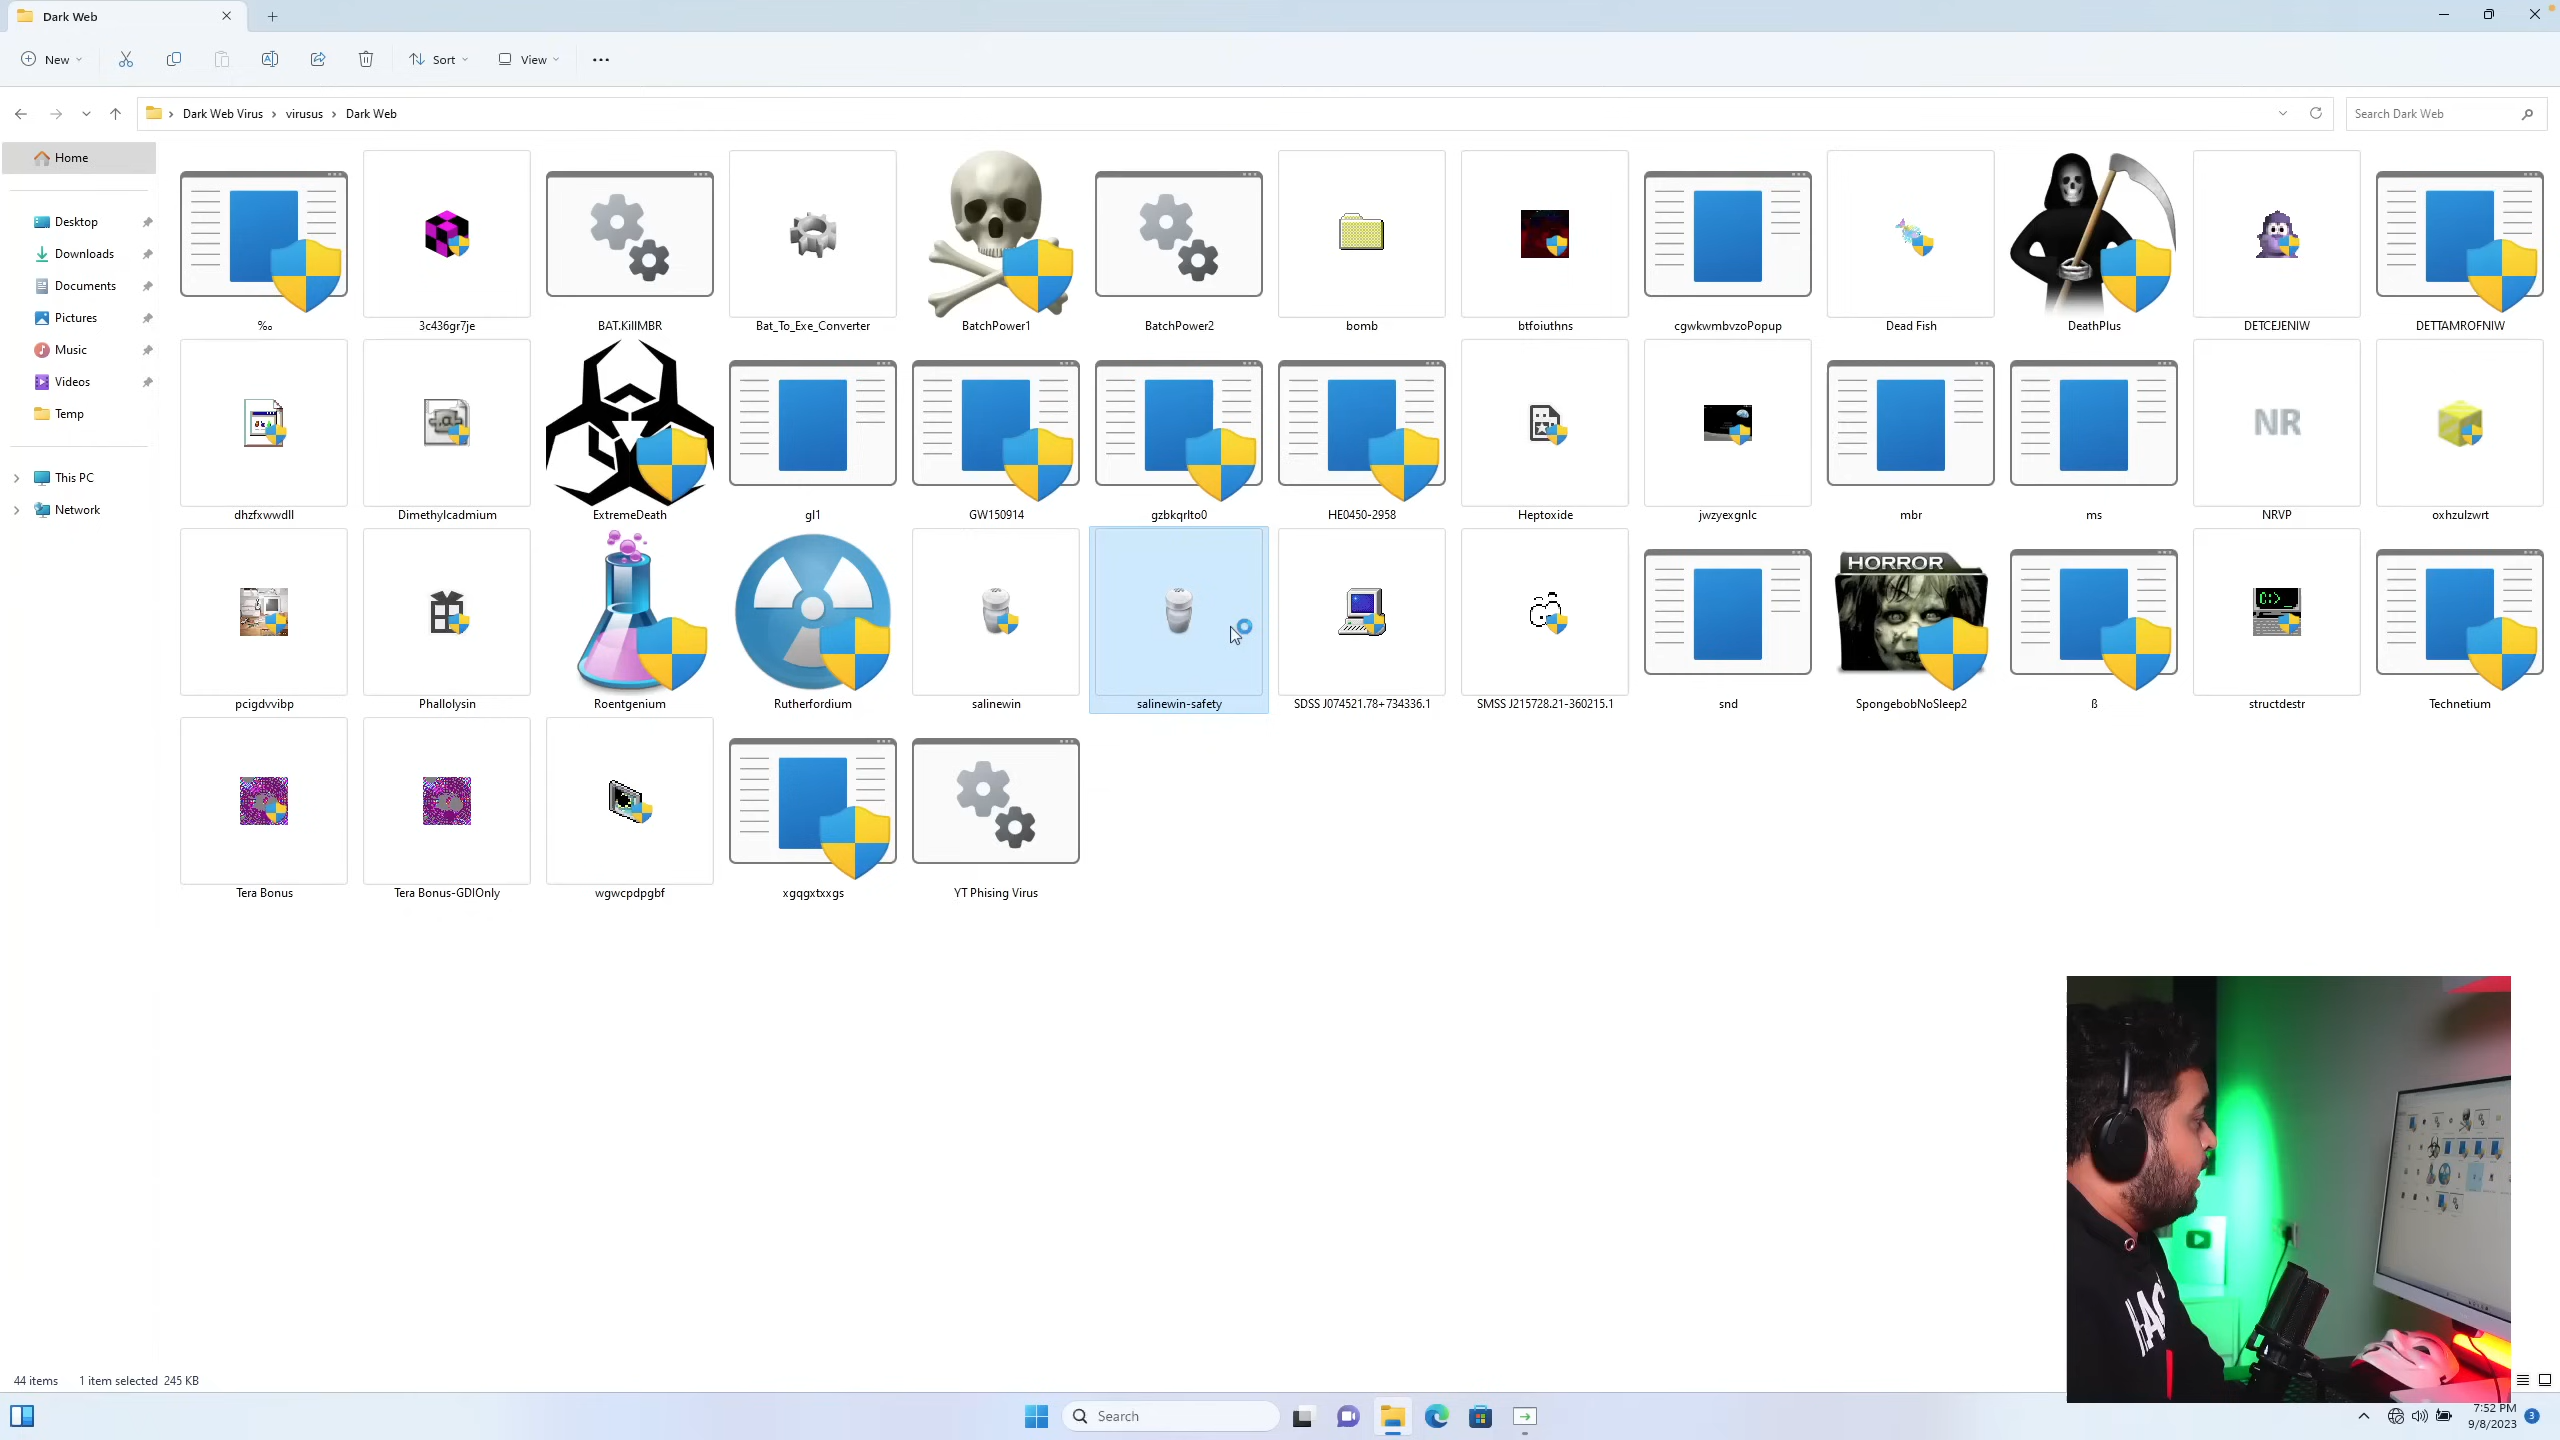 Dark Web
New
Sort
View
Dark Web Virus › virusus › Dark Web
Search Dark Web
Home
Desktop
Downloads
Documents
Pictures
Music
Videos
Temp
This PC
Network
‰ 3c436gr7je BAT.KillMBR Bat_To_Exe_Converter BatchPower1 BatchPower2 bomb btfoiuthns cgwkwmbvzoPopup Dead Fish DeathPlus DETCEJENIW DETTAMROFNIW
NR
dhzfxwwdll Dimethylcadmium ExtremeDeath gl1 GW150914 gzbkqrlto0 HE0450-2958 Heptoxide jwzyexgnlc mbr ms NRVP oxhzulzwrt
HORROR
C:>_
pcigdvvibp Phallolysin Roentgenium Rutherfordium salinewin salinewin-safety SDSS J074521.78+734336.1 SMSS J215728.21-360215.1 snd SpongebobNoSleep2 ß structdestr Technetium
Tera Bonus Tera Bonus-GDIOnly wgwcpdpgbf xgqgxtxxgs YT Phising Virus
44 items 1 item selected 245 KB
Search
7:52 PM
9/8/2023
3